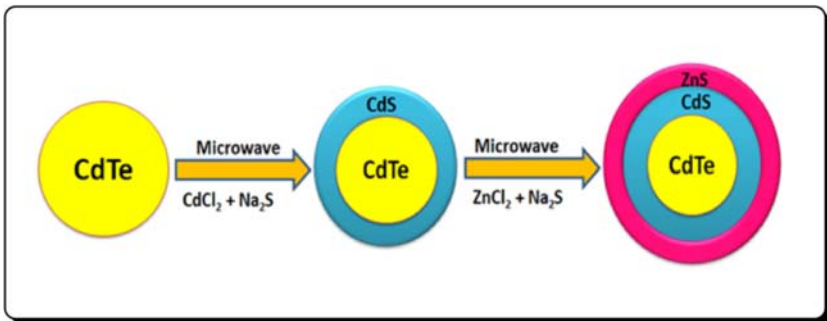 CdTe
Microwave
CdCl₂ + Na₂S
CdS
CdTe
Microwave
ZnCl₂ + Na₂S
ZnS
CdS
CdTe